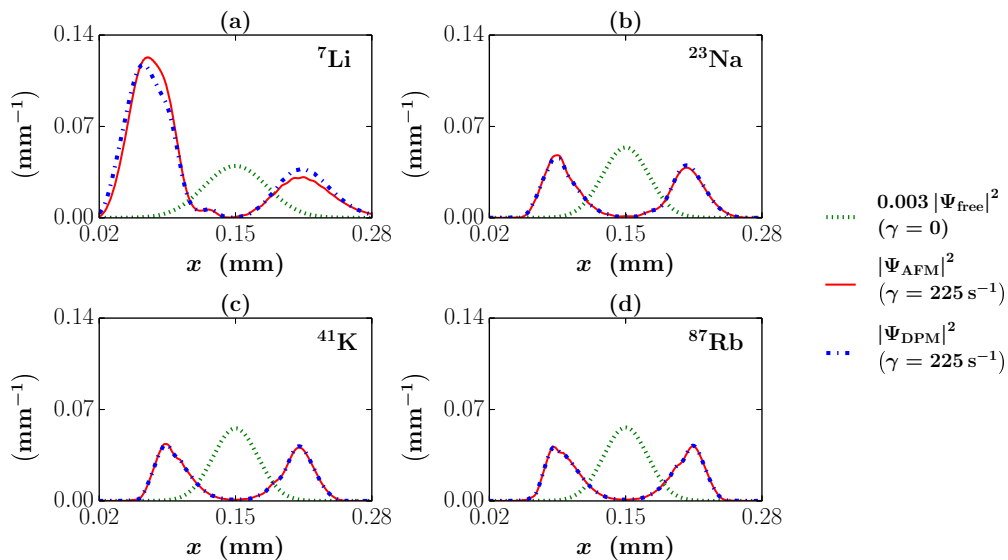 (a)
0.14
0.07
0.00
(mm⁻¹)
⁷Li
0.02 0.15 0.28
x (mm)
(b)
0.14
0.07
0.00
(mm⁻¹)
²³Na
0.02 0.15 0.28
x (mm)
(c)
0.14
0.07
0.00
(mm⁻¹)
⁴¹K
0.02 0.15 0.28
x (mm)
(d)
0.14
0.07
0.00
(mm⁻¹)
⁸⁷Rb
0.02 0.15 0.28
x (mm)
0.003 |Ψ_free|²
(γ = 0)
|Ψ_AFM|²
(γ = 225 s⁻¹)
|Ψ_DPM|²
(γ = 225 s⁻¹)